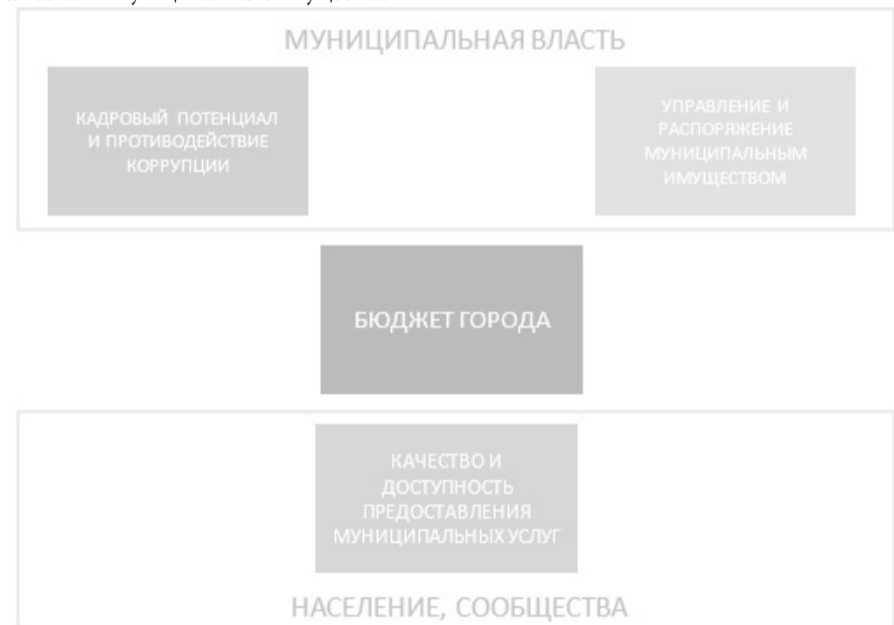 МУНИЦИПАЛЬНАЯ ВЛАСТЬ
КАДРОВЫЙ ПОТЕНЦИАЛ
И ПРОТИВОДЕЙСТВИЕ
КОРРУПЦИИ
УПРАВЛЕНИЕ И
РАСПОРЯЖЕНИЕ
МУНИЦИПАЛЬНЫМ
ИМУЩЕСТВОМ
БЮДЖЕТ ГОРОДА
КАЧЕСТВО И
ДОСТУПНОСТЬ
ПРЕДОСТАВЛЕНИЯ
МУНИЦИПАЛЬНЫХ УСЛУГ
НАСЕЛЕНИЕ, СООБЩЕСТВА